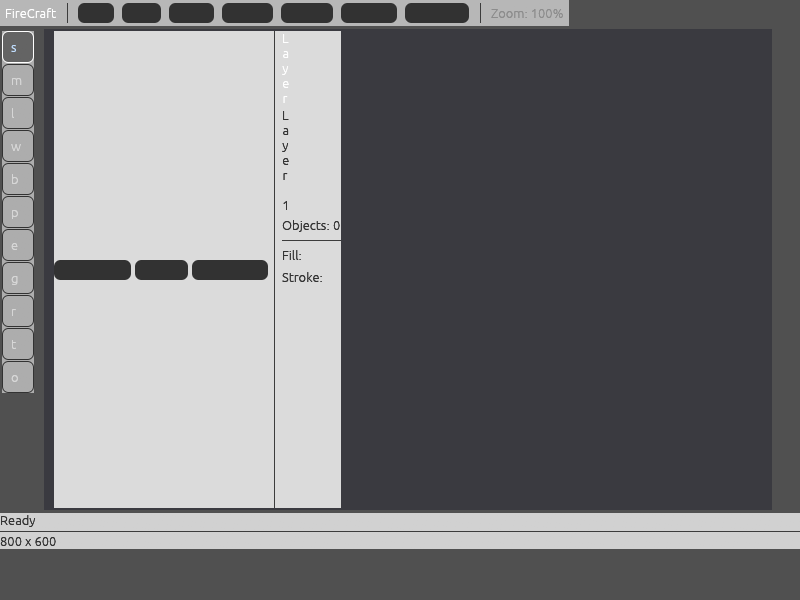 FireCraft
Zoom: 100%
s
m
l
w
b
p
e
g
r
t
o
L
a
y
e
r
L
a
y
e
r
1
Objects: 0
Fill:
Stroke:
Ready
800 x 600